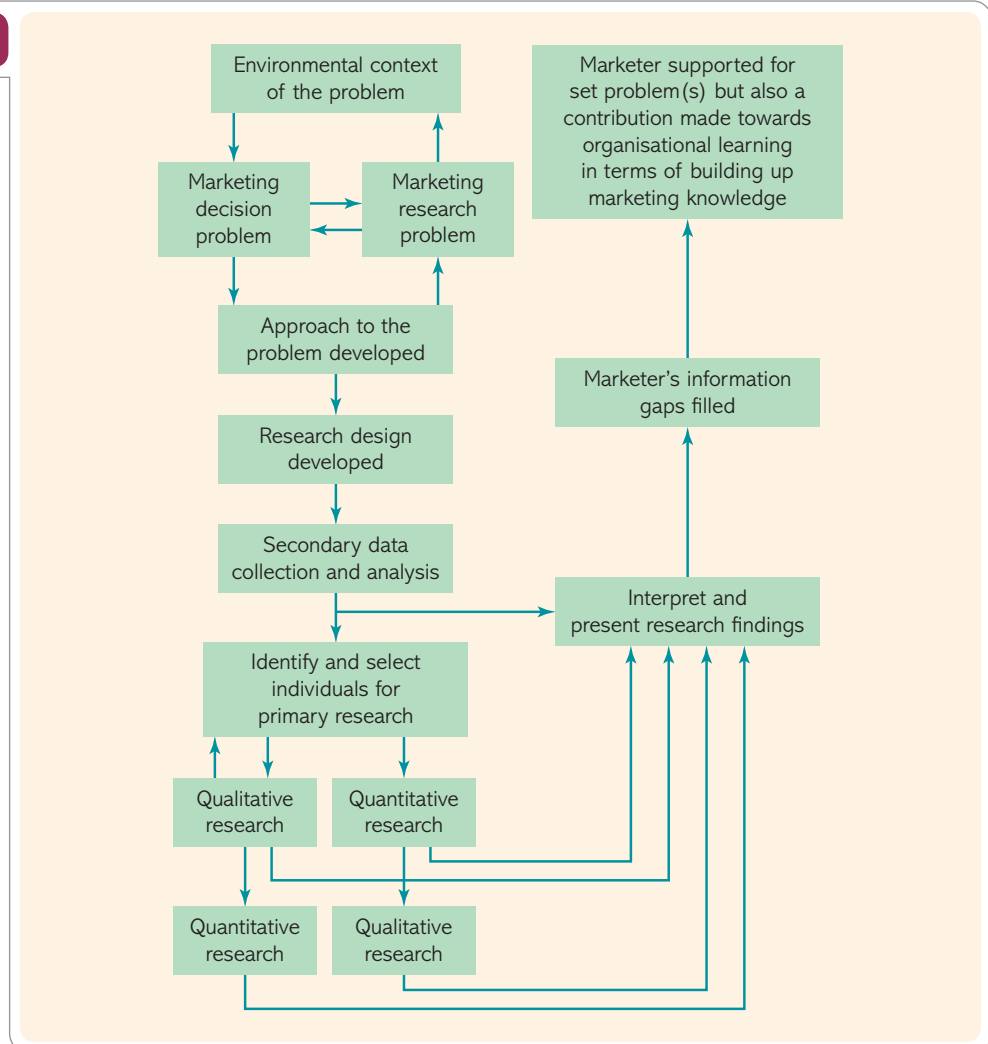 Environmental context
of the problem
Marketing
decision
problem
Marketing
research
problem
Approach to the
problem developed
Research design
developed
Secondary data
collection and analysis
Identify and select
individuals for
primary research
Qualitative
research
Quantitative
research
Quantitative
research
Qualitative
research
Interpret and
present research findings
Marketer’s information
gaps filled
Marketer supported for
set problem(s) but also a
contribution made towards
organisational learning
in terms of building up
marketing knowledge